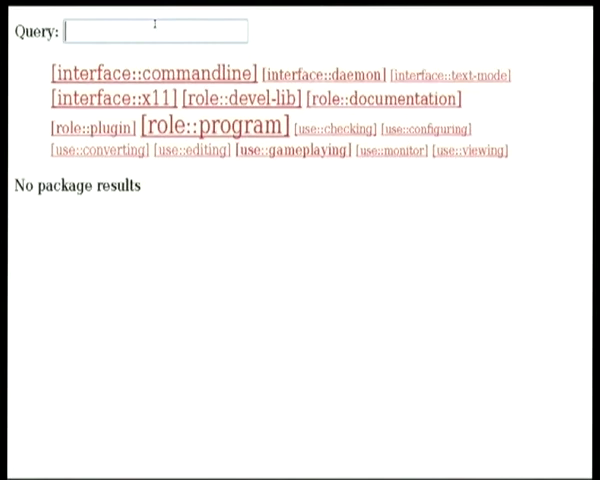 Query:
[interface::commandline] [interface::daemon] [interface::text-mode]
[interface::x11] [role::devel-lib] [role::documentation]
[role::plugin] [role::program] [use::checking] [use::configuring]
[use::converting] [use::editing] [use::gameplaying] [use::monitor] [use::viewing]
No package results